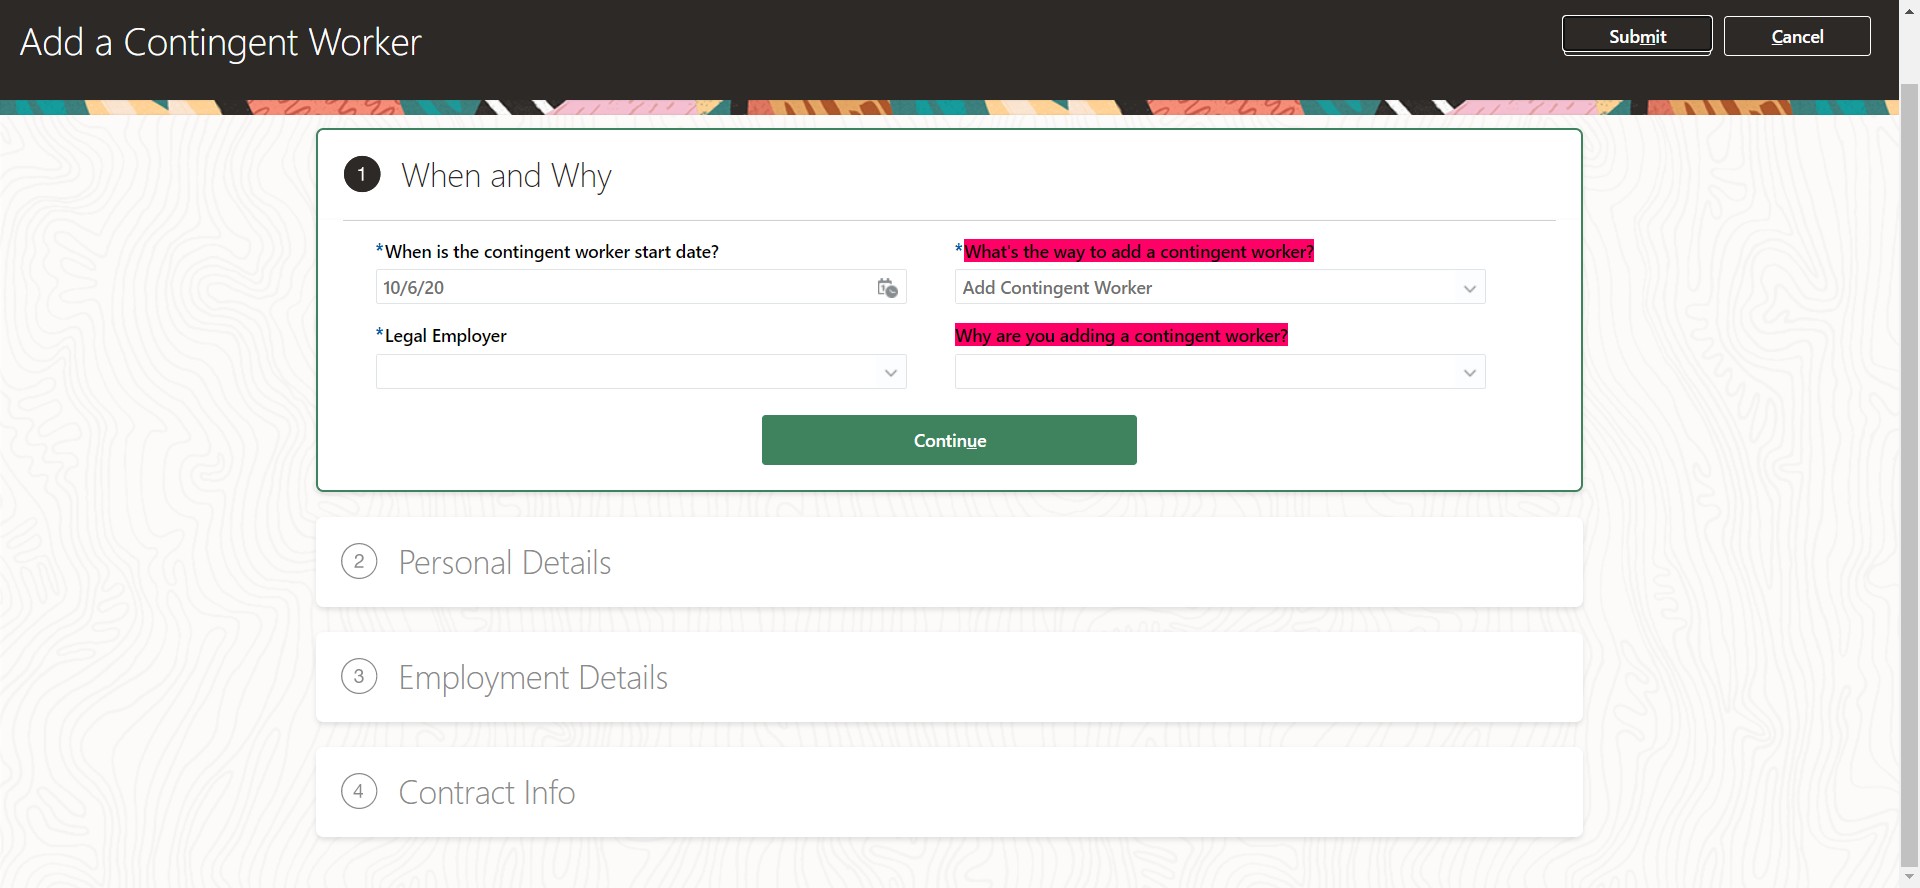 Add a Contingent Worker
Submit
Cancel
1 When and Why
*When is the contingent worker start date?
10/6/20
*What's the way to add a contingent worker?
Add Contingent Worker
*Legal Employer
Why are you adding a contingent worker?
Continue
2 Personal Details
3 Employment Details
4 Contract Info